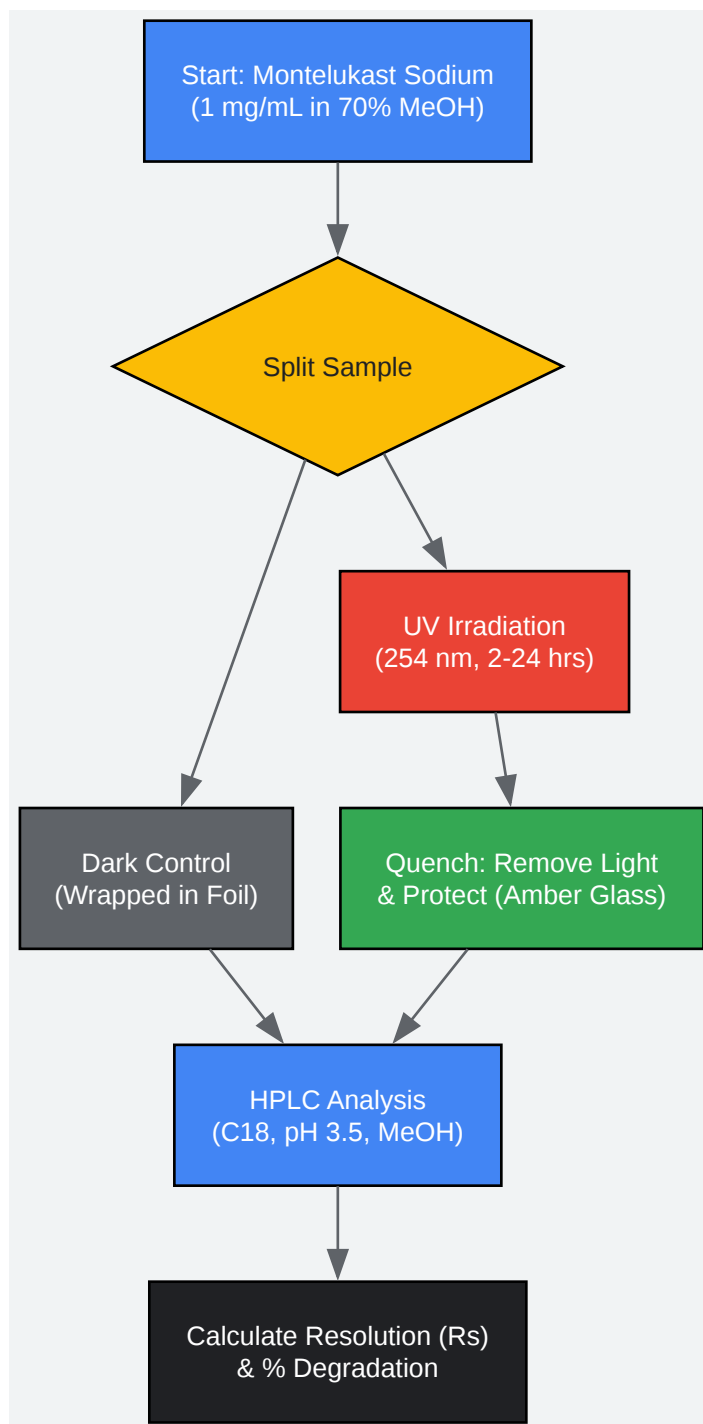 Start: Montelukast Sodium
(1 mg/mL in 70% MeOH)
Split Sample
UV Irradiation
(254 nm, 2-24 hrs)
Dark Control
(Wrapped in Foil)
Quench: Remove Light
& Protect (Amber Glass)
HPLC Analysis
(C18, pH 3.5, MeOH)
Calculate Resolution (Rs)
& % Degradation